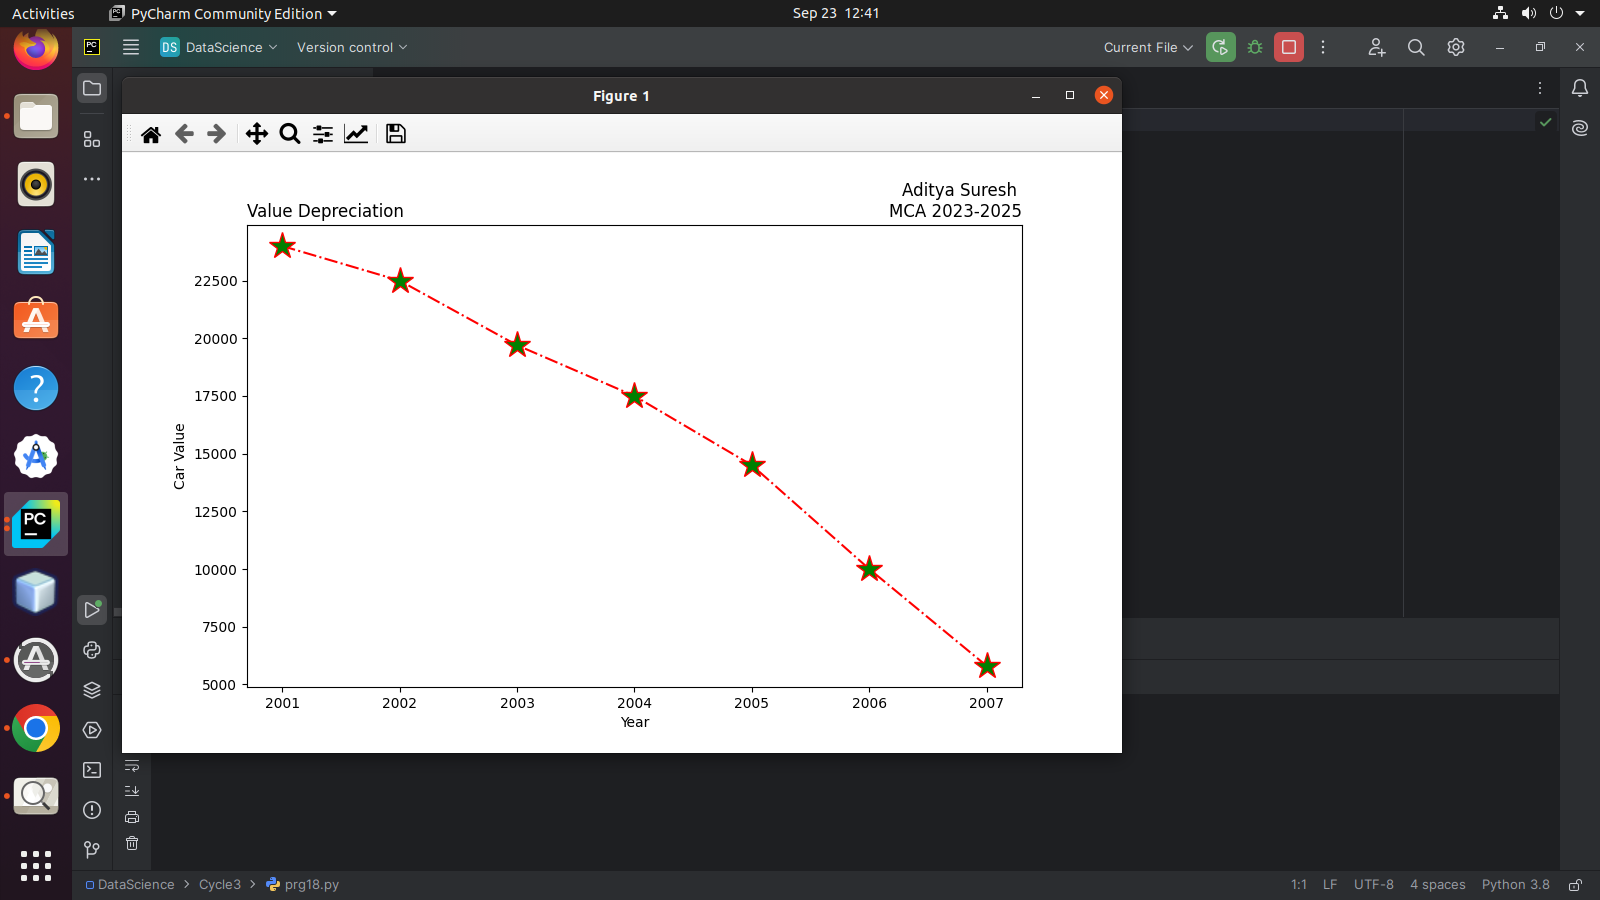 Activities
PyCharm Community Edition
Sep 23 12:41
PC
DS DataScience
Version control
Current File
Figure 1
Value Depreciation
Aditya Suresh
MCA 2023-2025
22500
20000
17500
15000
12500
10000
7500
5000
Car Value
2001
2002
2003
2004
2005
2006
2007
Year
PC
DataScience > Cycle3 > prg18.py
1:1
LF
UTF-8
4 spaces
Python 3.8